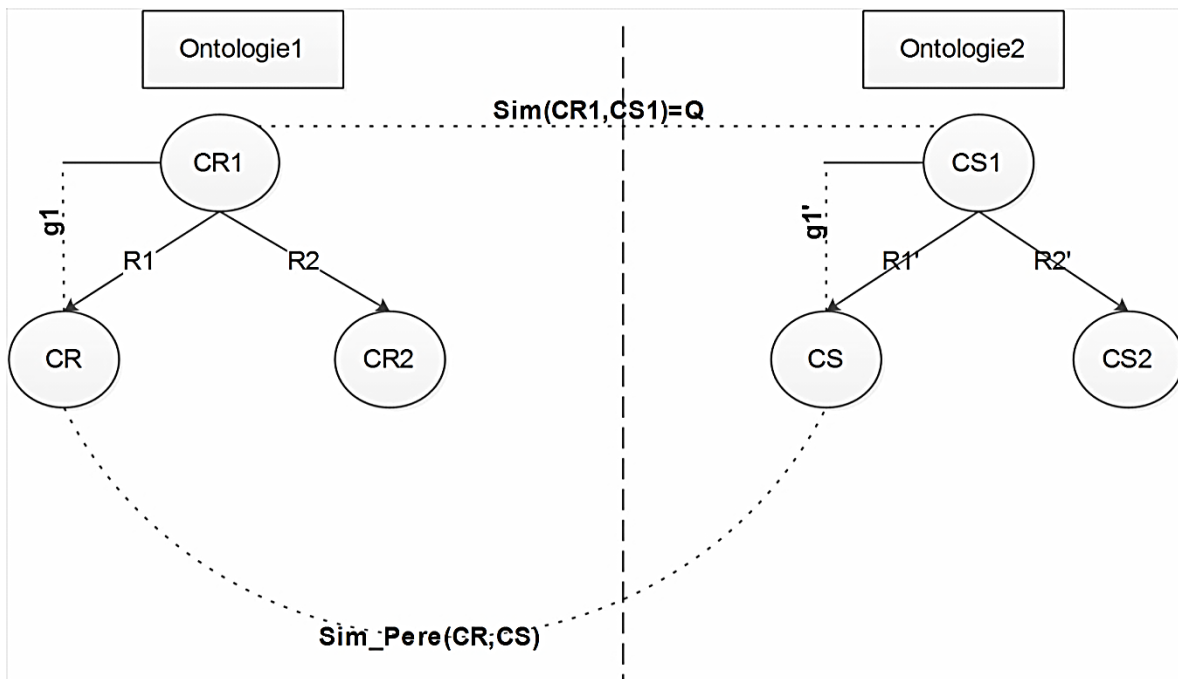 Ontologie1
Ontologie2
Sim(CR1,CS1)=Q
CR1
CS1
g1
g1'
R1
R2
R1'
R2'
CR
CR2
CS
CS2
Sim_Pere(CR;CS)